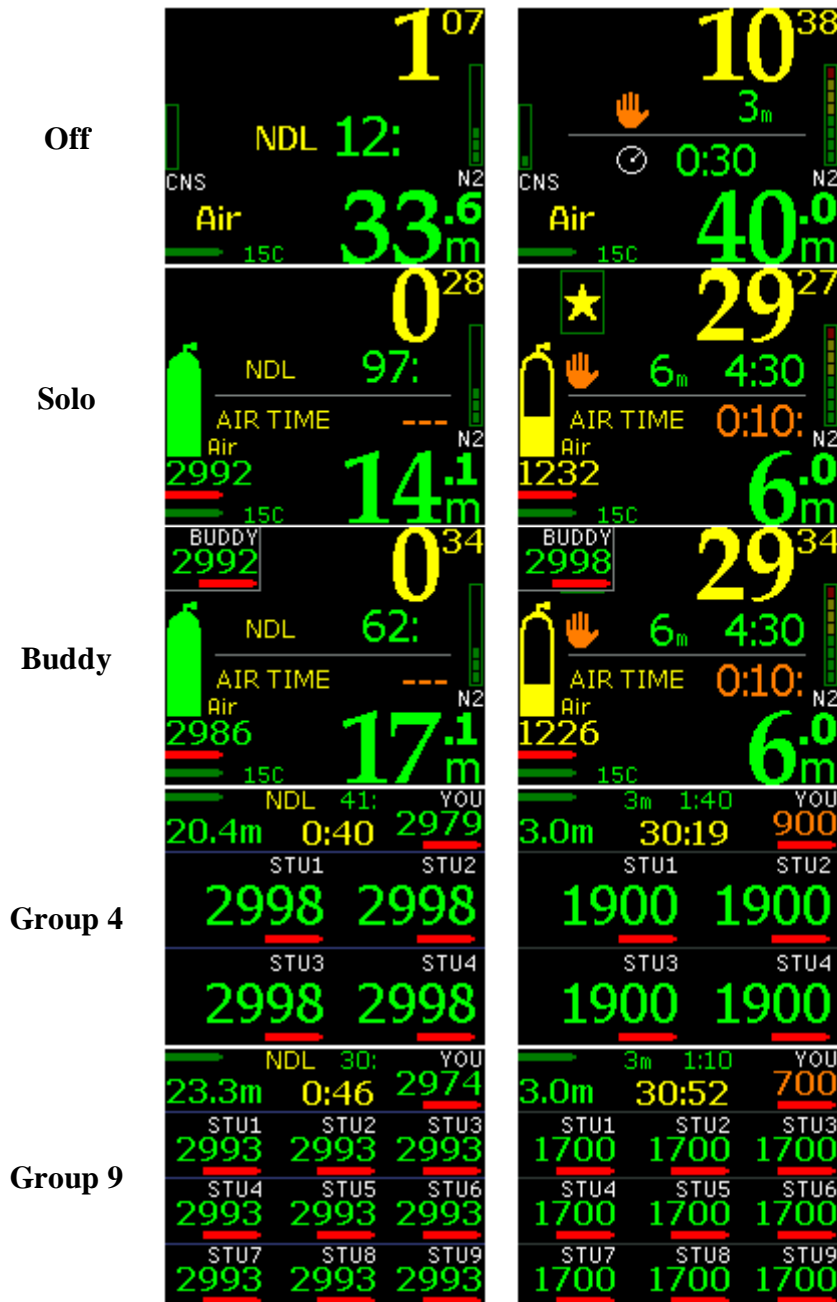 Off
1 07
NDL 12:
CNS N2
Air 33.6 m
15C
10 38
3m
0:30
CNS N2
Air 40.0 m
15C
Solo
0 28
NDL 97:
AIR TIME ---
Air N2
2992 14.1 m
15C
29 27
6m 4:30
AIR TIME 0:10:
Air N2
1232 6.0 m
15C
Buddy
BUDDY
2992 0 34
NDL 62:
AIR TIME ---
Air N2
2986 17.1 m
15C
BUDDY
2998 29 34
6m 4:30
AIR TIME 0:10:
Air N2
1226 6.0 m
15C
Group 4
NDL 41: YOU
20.4m 0:40 2979
STU1 STU2
2998 2998
STU3 STU4
2998 2998
3m 1:40 YOU
3.0m 30:19 900
STU1 STU2
1900 1900
STU3 STU4
1900 1900
Group 9
NDL 30: YOU
23.3m 0:46 2974
STU1 STU2 STU3
2993 2993 2993
STU4 STU5 STU6
2993 2993 2993
STU7 STU8 STU9
2993 2993 2993
3m 1:10 YOU
3.0m 30:52 700
STU1 STU2 STU3
1700 1700 1700
STU4 STU5 STU6
1700 1700 1700
STU7 STU8 STU9
1700 1700 1700